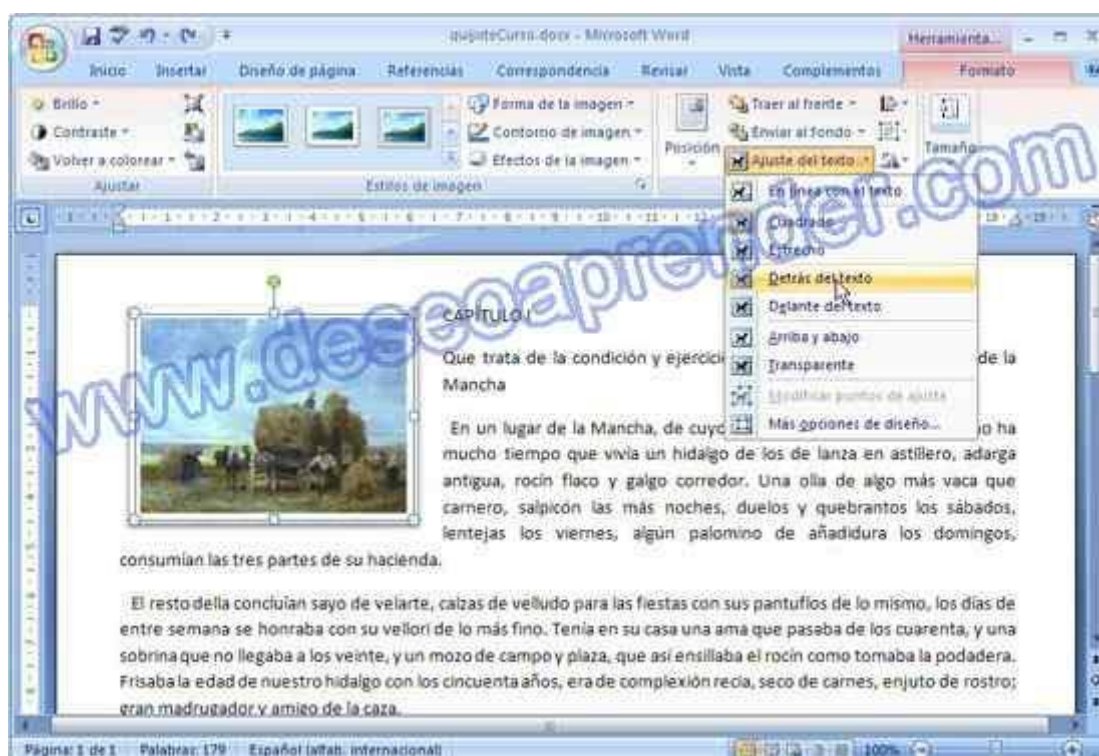 quijoteCurso.docx - Microsoft Word
Herramienta...
Inicio Insertar Diseño de página Referencias Correspondencia Revisar Vista Complementos Formato
Brillo
Contraste
Volver a colorear
Ajustar
Forma de la imagen
Contorno de imagen
Efectos de la imagen
Estilos de imagen
Posición
Traer al frente
Enviar al fondo
Ajuste del texto
Tamaño
En línea con el texto
Cuadrado
Estrecho
Detrás del texto
Delante del texto
Arriba y abajo
Transparente
Modificar puntos de ajuste
Más opciones de diseño...
www.deseoaprender.com
CAPÍTULO I
Que trata de la condición y ejercici de la
Mancha
En un lugar de la Mancha, de cuyo no ha
mucho tiempo que vivía un hidalgo de los de lanza en astillero, adarga
antigua, rocín flaco y galgo corredor. Una olla de algo más vaca que
carnero, salpicón las más noches, duelos y quebrantos los sábados,
lentejas los viernes, algún palomino de añadidura los domingos,
consumían las tres partes de su hacienda.
El resto della concluían sayo de velarte, calzas de velludo para las fiestas con sus pantuflos de lo mismo, los días de
entre semana se honraba con su vellorí de lo más fino. Tenía en su casa una ama que pasaba de los cuarenta, y una
sobrina que no llegaba a los veinte, y un mozo de campo y plaza, que así ensillaba el rocín como tomaba la podadera.
Frisaba la edad de nuestro hidalgo con los cincuenta años, era de complexión recia, seco de carnes, enjuto de rostro;
gran madrugador y amigo de la caza.
Página: 1 de 1 Palabras: 179 Español (alfab. internacional) 100%